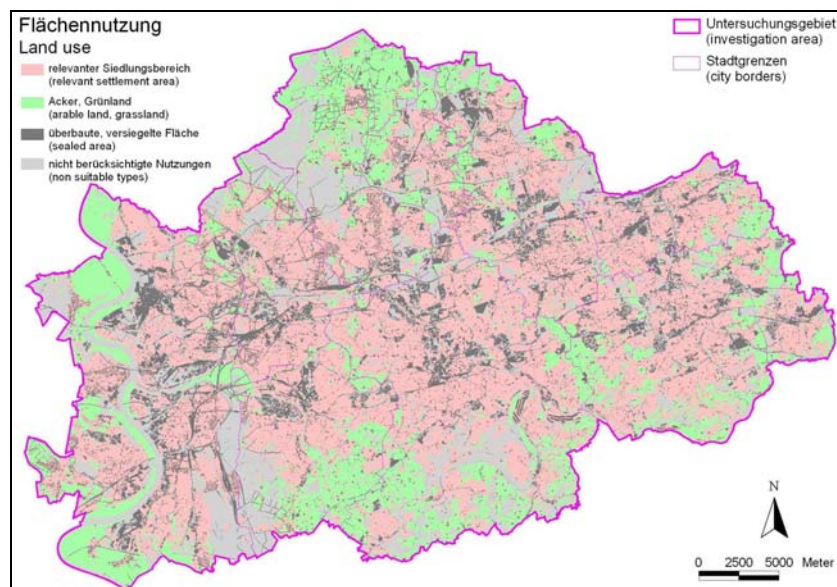 Flächennutzung
Land use
relevanter Siedlungsbereich
(relevant settlement area)
Acker, Grünland
(arable land, grassland)
überbaute, versiegelte Fläche
(sealed area)
nicht berücksichtigte Nutzungen
(non suitable types)
Untersuchungsgebiet
(investigation area)
Stadtgrenzen
(city borders)
N
0 2500 5000 Meter